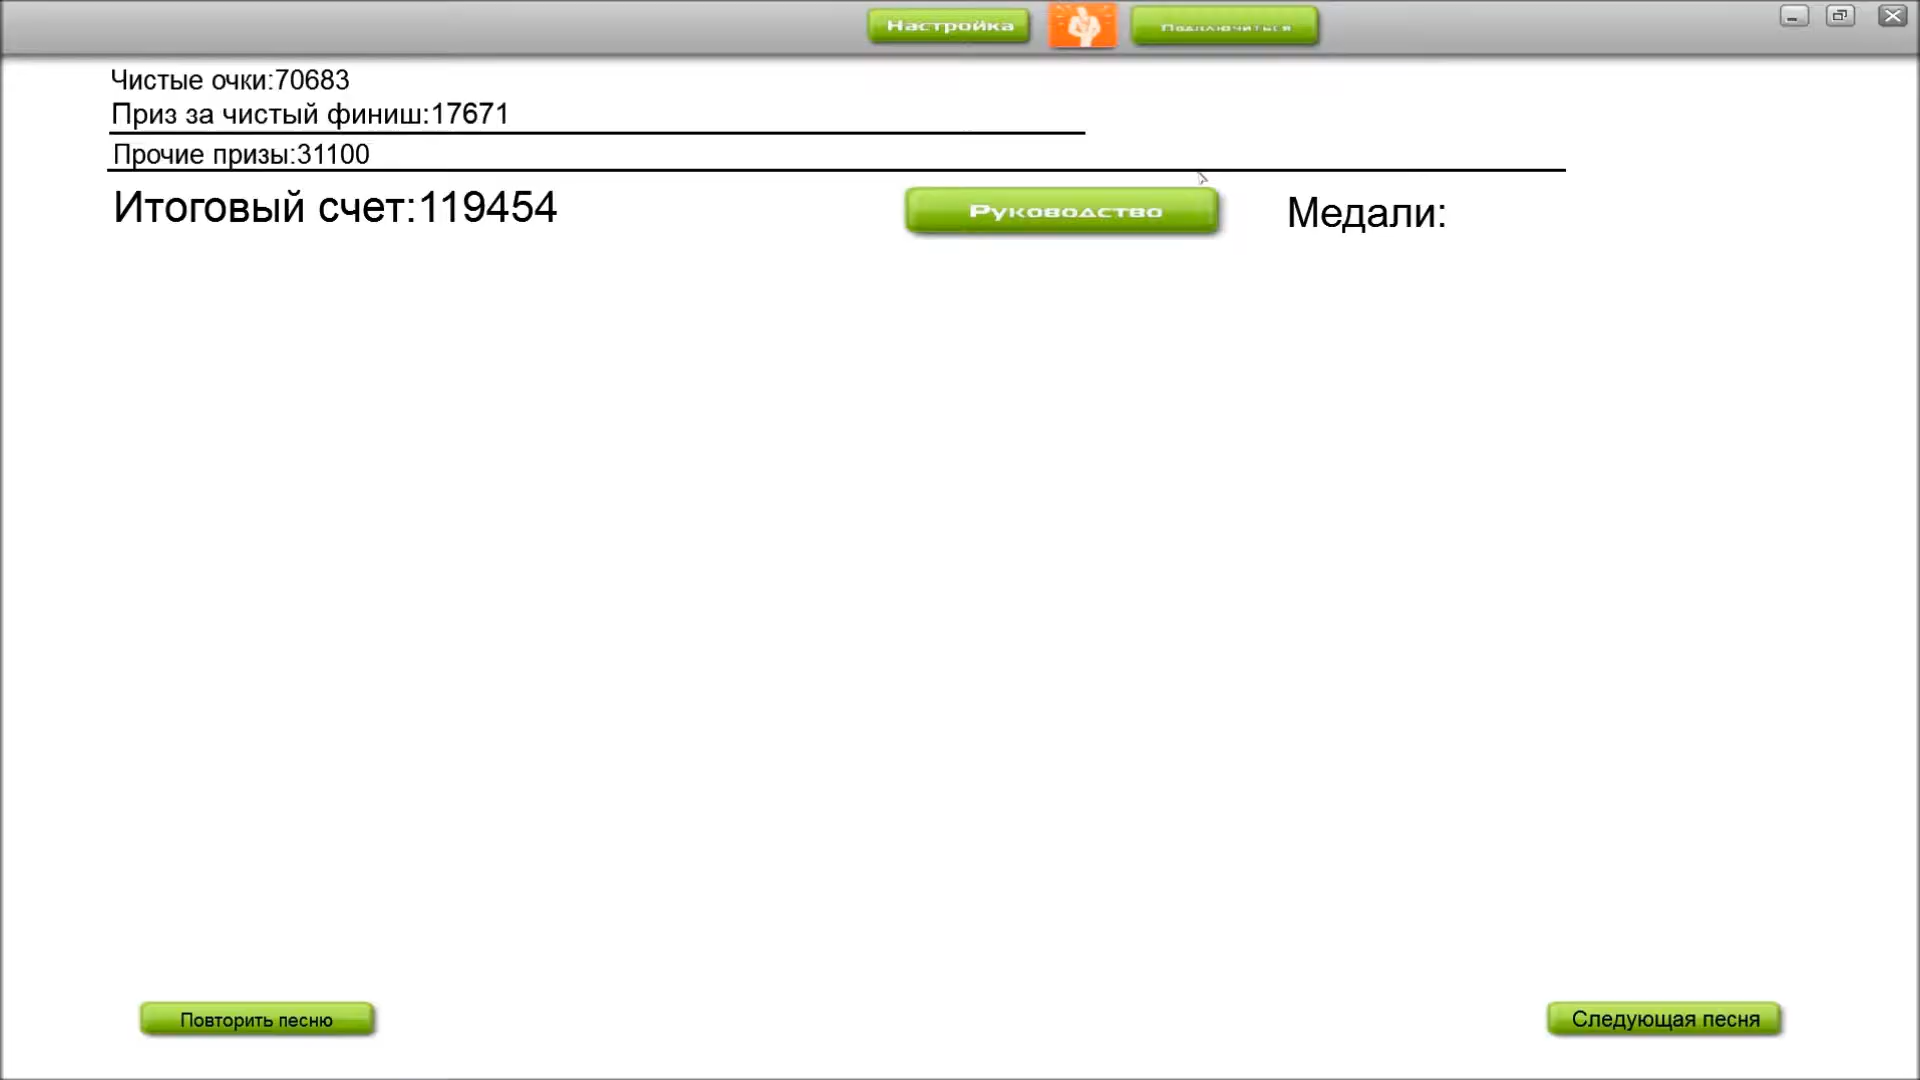 Настройка
Подключиться
Чистые очки:70683
Приз за чистый финиш:17671
Прочие призы:31100
Итоговый счет:119454
Руководство
Медали:
Повторить песню
Следующая песня